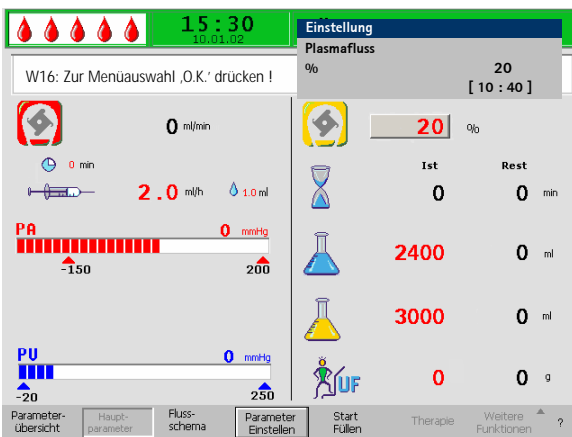 15:30
10.01.02
Einstellung
Plasmafluss
% 20
[ 10 : 40 ]
W16: Zur Menüauswahl ‚O.K.’ drücken !
0 ml/min
20 %
0 min
2.0 ml/h 1.0 ml
Ist Rest
0 0 min
PA 0 mmHg
-150 200
2400 0 ml
3000 0 ml
PV 0 mmHg
-20 250
UF 0 0 g
Parameter-
übersicht
Haupt-
parameter
Fluss-
schema
Parameter
Einstellen
Start
Füllen
Therapie
Weitere
Funktionen
?